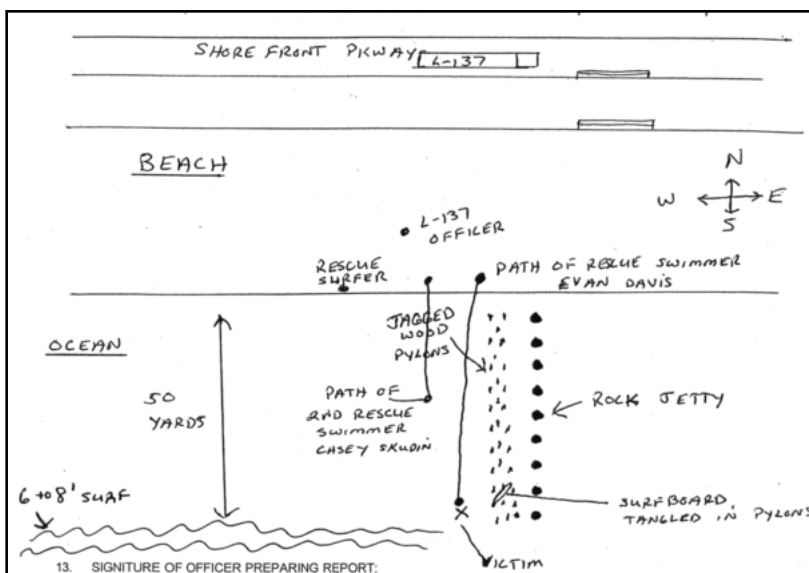 SHORE FRONT PKWAY
L-137
BEACH
N
W
E
S
L-137
OFFICER
RESCUE
SURFER
PATH OF RESCUE SWIMMER
EVAN DAVIS
JAGGED
WOOD
PYLONS
OCEAN
50
YARDS
PATH OF
2ND RESCUE
SWIMMER
CASEY SKUDIN
ROCK JETTY
6 to 8' SURF
SURFBOARD
TANGLED IN PYLONS
X
VICTIM
13. SIGNITURE OF OFFICER PREPARING REPORT: